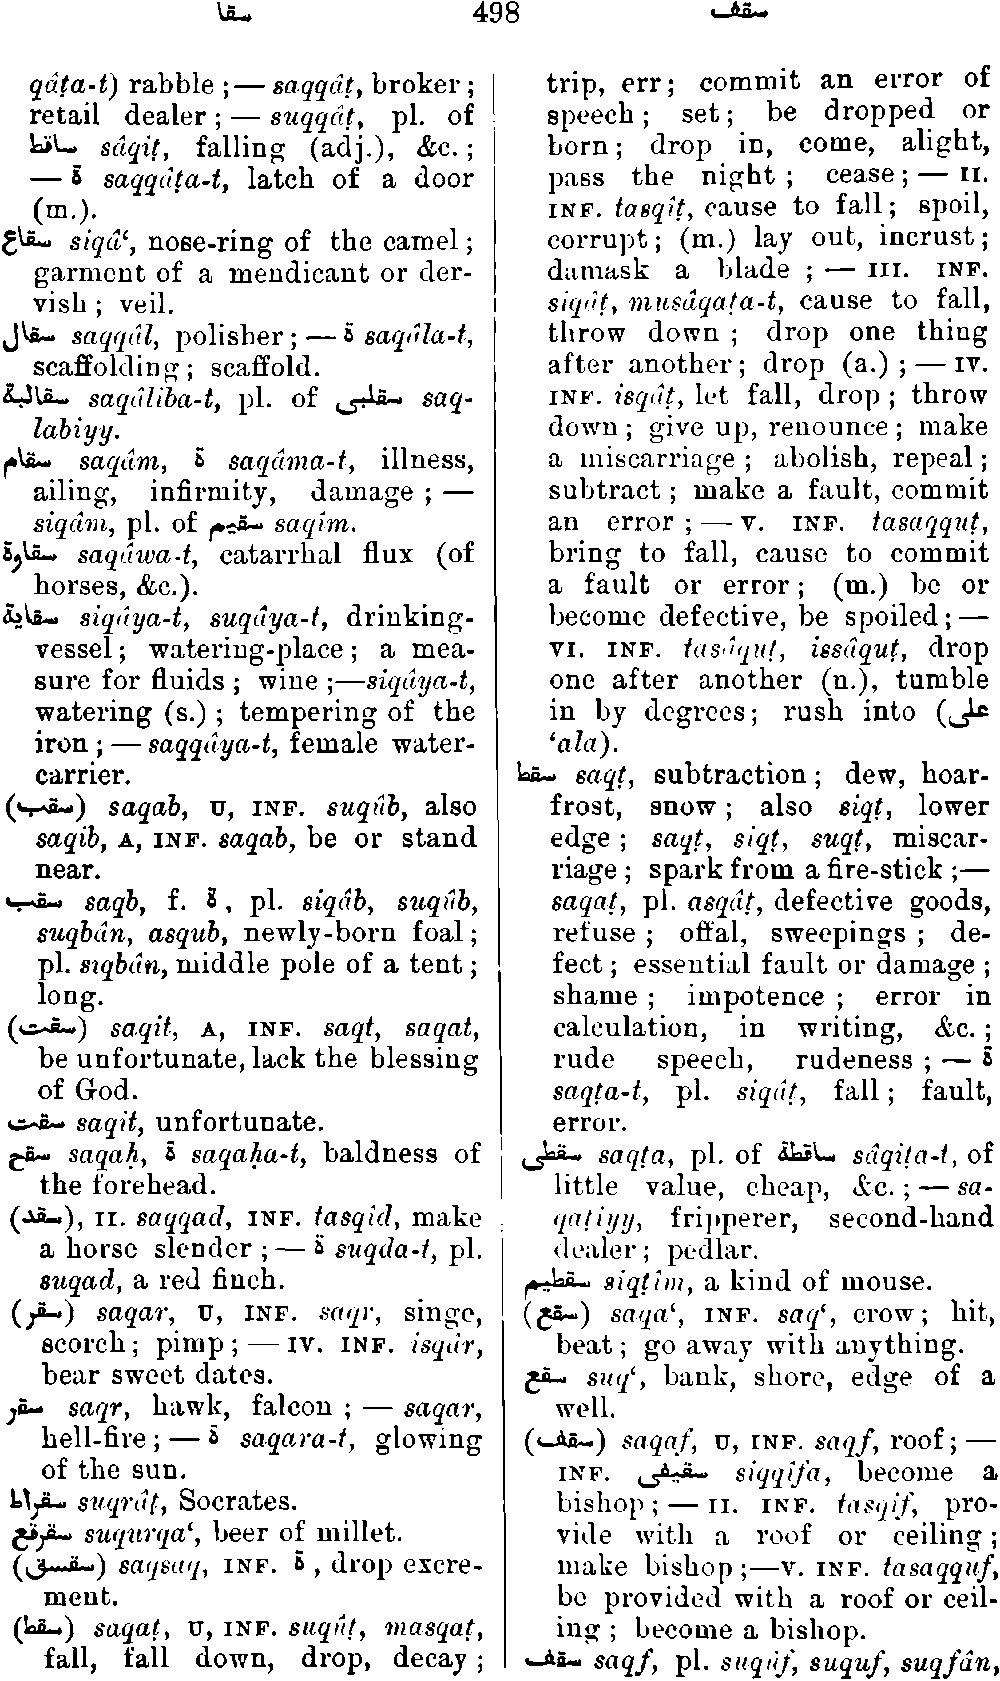 سقا 498 سقف
qâṭa-t) rabble ;— saqqâṭ, broker ;
retail dealer ; — suqqâṭ, pl. of
ساقط sâqiṭ, falling (adj.), &c. ;
— ة saqqâṭa-t, latch of a door
(m.).
سقاع siqâ‘, nose-ring of the camel ;
garment of a mendicant or der-
vish ; veil.
سقال saqqâl, polisher ; — ة saqâla-t,
scaffolding ; scaffold.
سقالبة saqâliba-t, pl. of سقلبى saq-
labiyy.
سقام saqâm, ة saqâma-t, illness,
ailing, infirmity, damage ; —
siqâm, pl. of سقيم saqîm.
سقاوة saqâwa-t, catarrhal flux (of
horses, &c.).
سقاية siqâya-t, suqâya-t, drinking-
vessel ; watering-place ; a mea-
sure for fluids ; wine ;—siqâya-t,
watering (s.) ; tempering of the
iron ; — saqqâya-t, female water-
carrier.
(سقب) saqab, U, INF. suqûb, also
saqib, A, INF. saqab, be or stand
near.
سقب saqb, f. ة, pl. siqâb, suqûb,
suqbân, asqub, newly-born foal ;
pl. siqbân, middle pole of a tent ;
long.
(سقت) saqit, A, INF. saqt, saqat,
be unfortunate, lack the blessing
of God.
سقت saqit, unfortunate.
سقح saqaḥ, ة saqaḥa-t, baldness of
the forehead.
(سقد), II. saqqad, INF. tasqîd, make
a horse slender ; — ة suqda-t, pl.
suqad, a red finch.
(سقر) saqar, U, INF. saqr, singe,
scorch ; pimp ; — IV. INF. isqâr,
bear sweet dates.
سقر saqr, hawk, falcon ; — saqar,
hell-fire ; — ة saqara-t, glowing
of the sun.
سقراط suqrâṭ, Socrates.
سقرقع suqurqa‘, beer of millet.
(سقسق) saqsaq, INF. ة, drop excre-
ment.
(سقط) saqaṭ, U, INF. suqûṭ, masqaṭ,
fall, fall down, drop, decay ;
trip, err ; commit an error of
speech ; set ; be dropped or
born ; drop in, come, alight,
pass the night ; cease ; — II.
INF. tasqîṭ, cause to fall ; spoil,
corrupt ; (m.) lay out, incrust ;
damask a blade ; — III. INF.
siqâṭ, musâqaṭa-t, cause to fall,
throw down ; drop one thing
after another ; drop (a.) ; — IV.
INF. isqâṭ, let fall, drop ; throw
down ; give up, renounce ; make
a miscarriage ; abolish, repeal ;
subtract ; make a fault, commit
an error ; — V. INF. tasaqquṭ,
bring to fall, cause to commit
a fault or error ; (m.) be or
become defective, be spoiled ; —
VI. INF. tasâquṭ, issâquṭ, drop
one after another (n.), tumble
in by degrees ; rush into (على
‘ala).
سقط saqṭ, subtraction ; dew, hoar-
frost, snow ; also siqṭ, lower
edge ; saqṭ, siqṭ, suqṭ, miscar-
riage ; spark from a fire-stick ;—
saqaṭ, pl. asqâṭ, defective goods,
refuse ; offal, sweepings ; de-
fect ; essential fault or damage ;
shame ; impotence ; error in
calculation, in writing, &c. ;
rude speech, rudeness ; — ة
saqṭa-t, pl. siqâṭ, fall ; fault,
error.
سقطى saqṭa, pl. of ساقطة sâqiṭa-t, of
little value, cheap, &c. ; — sa-
qaṭiyy, fripperer, second-hand
dealer ; pedlar.
سقطيم siqṭîm, a kind of mouse.
(سقع) saqa‘, INF. saq‘, crow ; hit,
beat ; go away with anything.
سقع suq‘, bank, shore, edge of a
well.
(سقف) saqaf, U, INF. saqf, roof ; —
INF. سقيفى siqqîfa, become a
bishop ; — II. INF. tasqîf, pro-
vide with a roof or ceiling ;
make bishop ;—V. INF. tasaqquf,
be provided with a roof or ceil-
ing ; become a bishop.
سقف saqf, pl. suqûf, suquf, suqfân,